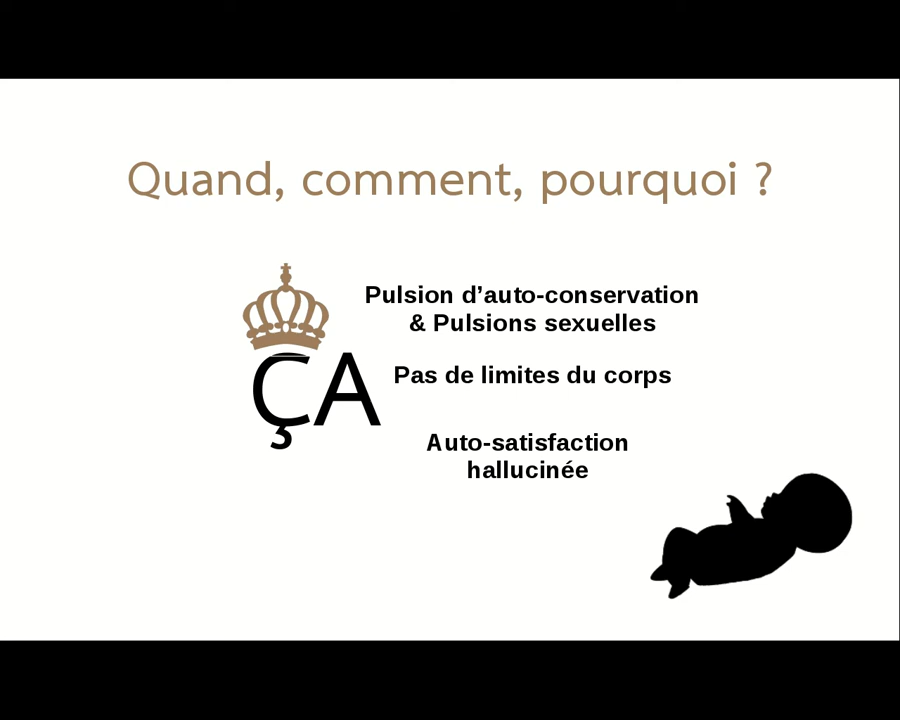 Quand, comment, pourquoi ?
Pulsion d’auto-conservation
& Pulsions sexuelles
ÇA
Pas de limites du corps
Auto-satisfaction
hallucinée